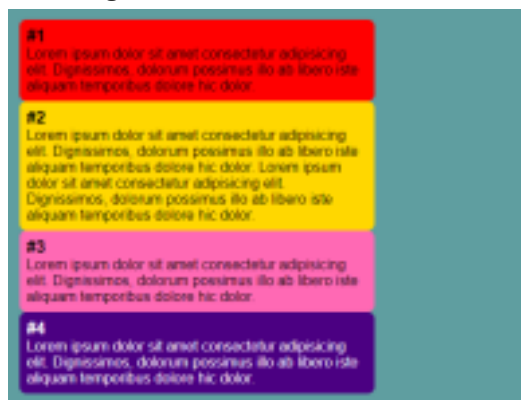 #1
Lorem ipsum dolor sit amet consectetur adipisicing
elit. Dignissimos, dolorum possimus illo ab libero iste
aliquam temporibus dolore hic dolor.
#2
Lorem ipsum dolor sit amet consectetur adipisicing
elit. Dignissimos, dolorum possimus illo ab libero iste
aliquam temporibus dolore hic dolor. Lorem ipsum
dolor sit amet consectetur adipisicing elit.
Dignissimos, dolorum possimus illo ab libero iste
aliquam temporibus dolore hic dolor.
#3
Lorem ipsum dolor sit amet consectetur adipisicing
elit. Dignissimos, dolorum possimus illo ab libero iste
aliquam temporibus dolore hic dolor.
#4
Lorem ipsum dolor sit amet consectetur adipisicing
elit. Dignissimos, dolorum possimus illo ab libero iste
aliquam temporibus dolore hic dolor.